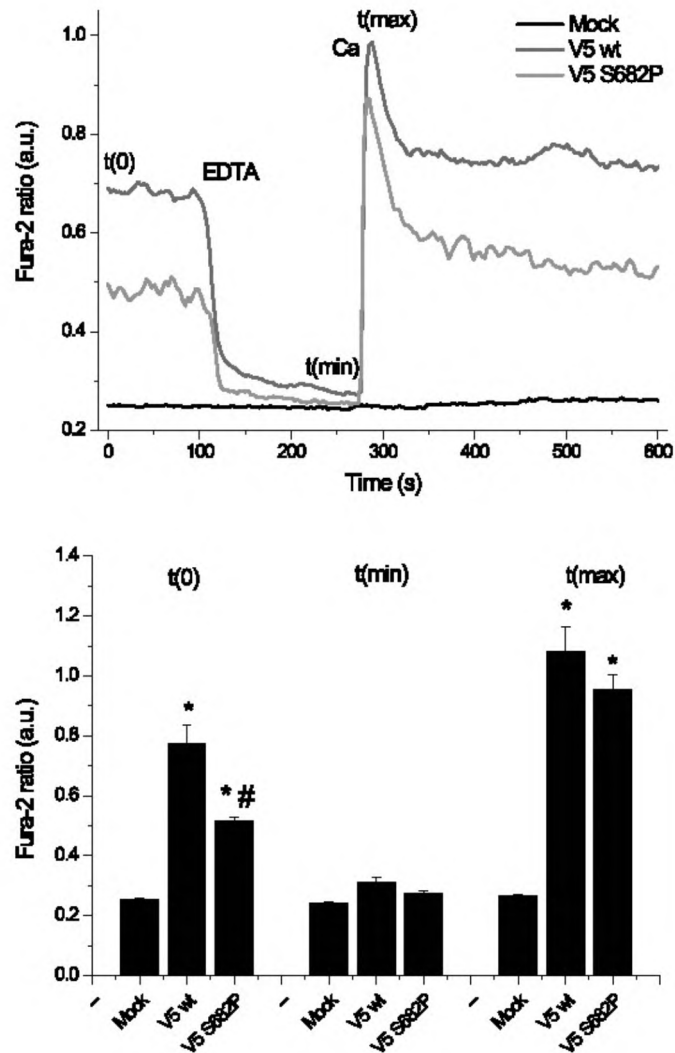 t(max)
Mock
V5 wt
V5 S682P
Ca
t(0)
EDTA
t(min)
Fura-2 ratio (a.u.)
1.0
0.8
0.6
0.4
0.2
0 100 200 300 400 500 600
Time (s)
t(0) t(min) t(max)
* *# * *
Fura-2 ratio (a.u.)
1.4
1.2
1.0
0.8
0.6
0.4
0.2
0.0
– Mock V5 wt V5 S682P – Mock V5 wt V5 S682P – Mock V5 wt V5 S682P